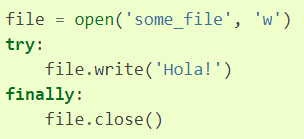 file = open('some_file', 'w')
try:
    file.write('Hola!')
finally:
    file.close()